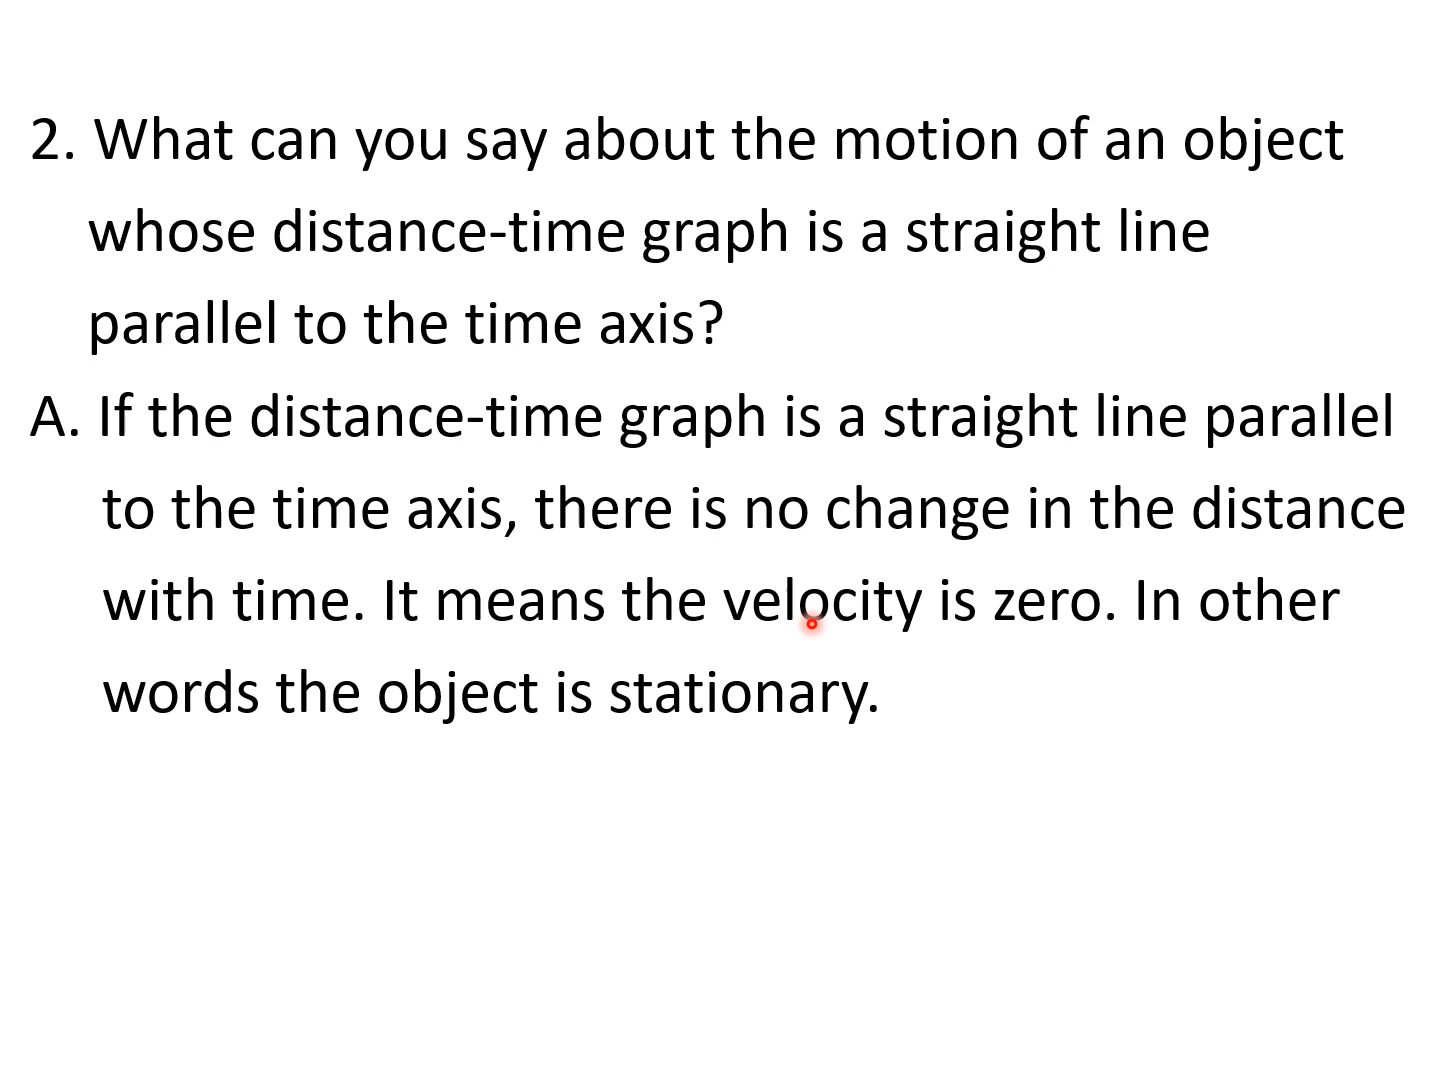 2. What can you say about the motion of an object
whose distance-time graph is a straight line
parallel to the time axis?
A. If the distance-time graph is a straight line parallel
to the time axis, there is no change in the distance
with time. It means the velocity is zero. In other
words the object is stationary.